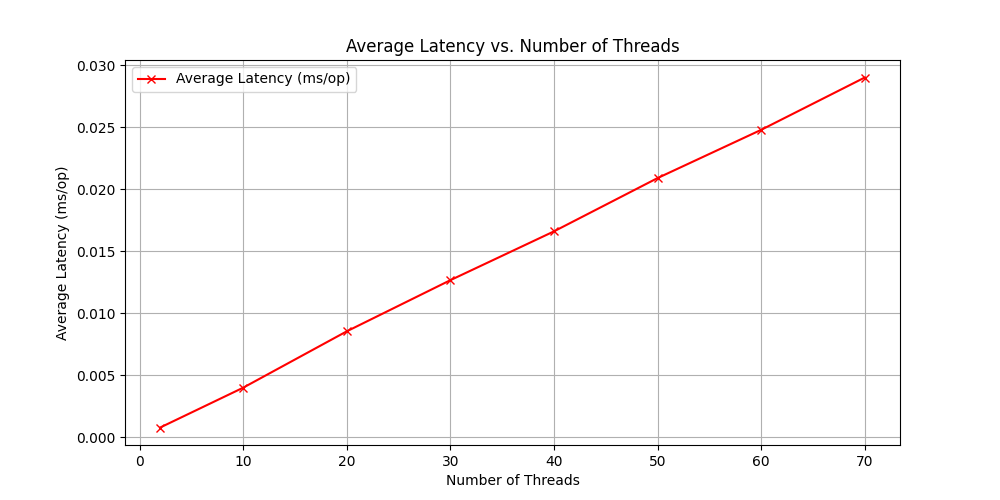 Average Latency vs. Number of Threads
Average Latency (ms/op)
Average Latency (ms/op)
0.030
0.025
0.020
0.015
0.010
0.005
0.000
0 10 20 30 40 50 60 70
Number of Threads